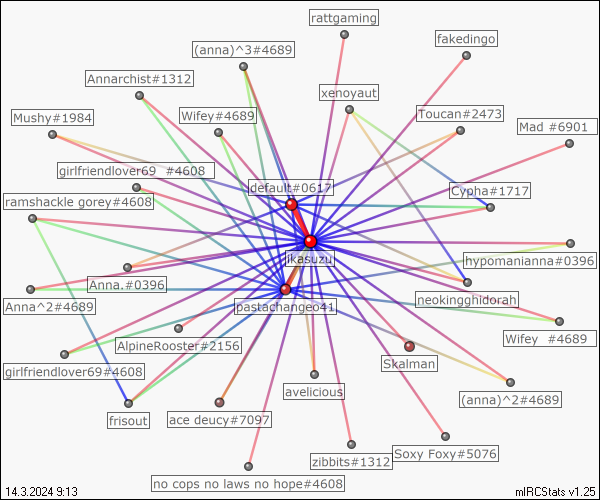 rattgaming
fakedingo
(anna)^3#4689
Annarchist#1312
xenoyaut
Mushy#1984
Wifey#4689
Toucan#2473
Mad #6901
girlfriendlover69 #4608
default#0617
Cypha#1717
ramshackle gorey#4608
ikasuzu
hypomanianna#0396
Anna.#0396
Anna^2#4689
pastachangeo41
neokingghidorah
AlpineRooster#2156
Wifey #4689
girlfriendlover69#4608
Skalman
avelicious
(anna)^2#4689
frisout
ace deucy#7097
Soxy Foxy#5076
zibbits#1312
no cops no laws no hope#4608
14.3.2024 9:13
mIRCStats v1.25